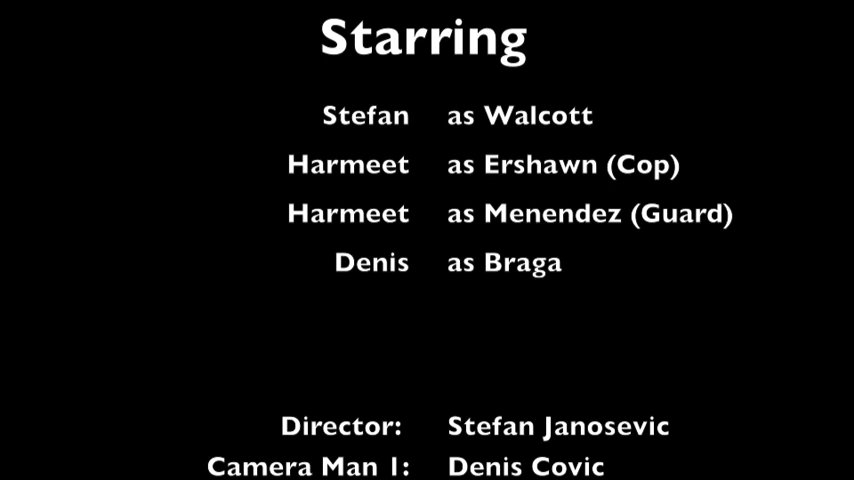 Starring
Stefan as Walcott
Harmeet as Ershawn (Cop)
Harmeet as Menendez (Guard)
Denis as Braga
Director: Stefan Janosevic
Camera Man 1: Denis Covic